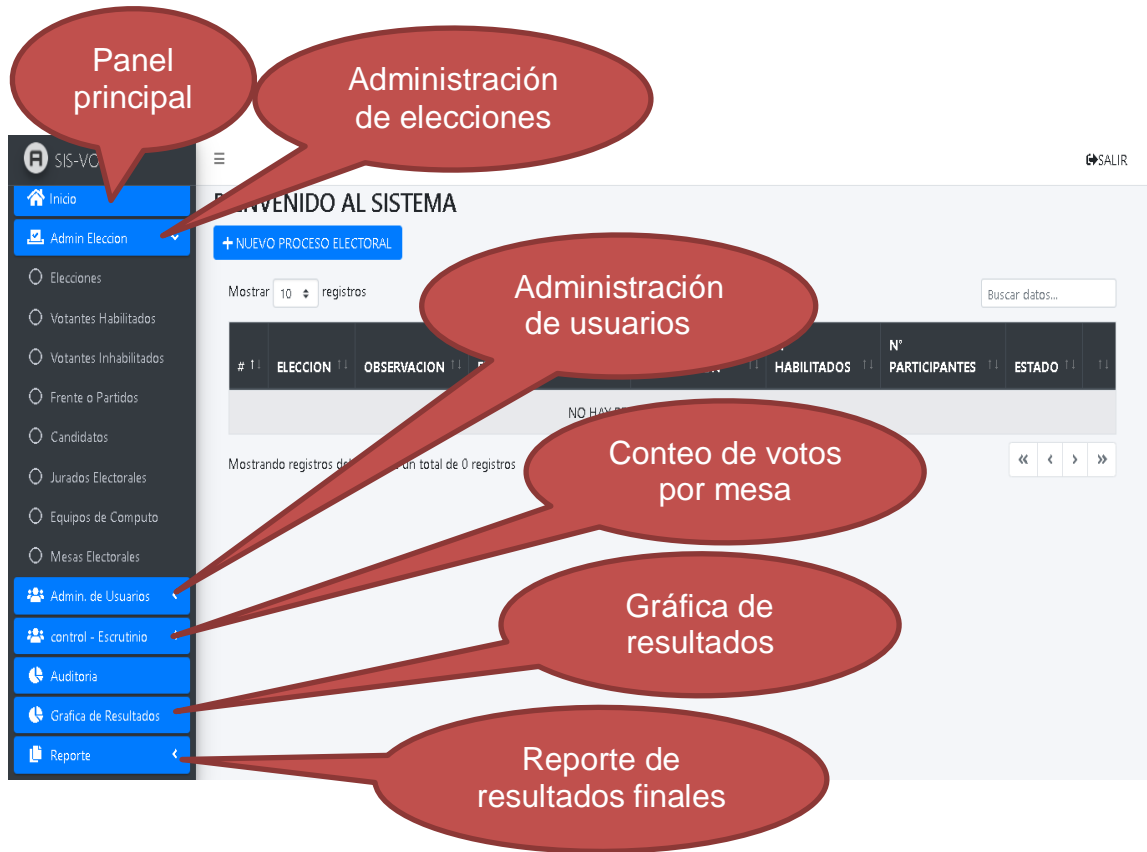 Panel
principal
Administración
de elecciones
SIS-VO
☰
SALIR
Inicio
VENIDO AL SISTEMA
Admin Eleccion
+ NUEVO PROCESO ELECTORAL
Elecciones
Votantes Habilitados
Votantes Inhabilitados
Frente o Partidos
Candidatos
Jurados Electorales
Equipos de Computo
Mesas Electorales
Admin. de Usuarios
control - Escrutinio
Auditoria
Grafica de Resultados
Reporte
Administración
de usuarios
Mostrar 10 registros
Buscar datos...
# ELECCION OBSERVACION
HABILITADOS
N°
PARTICIPANTES
ESTADO
NO HAY
Conteo de votos
por mesa
Mostrando registros un total de 0 registros
« ‹ › »
Gráfica de
resultados
Reporte de
resultados finales